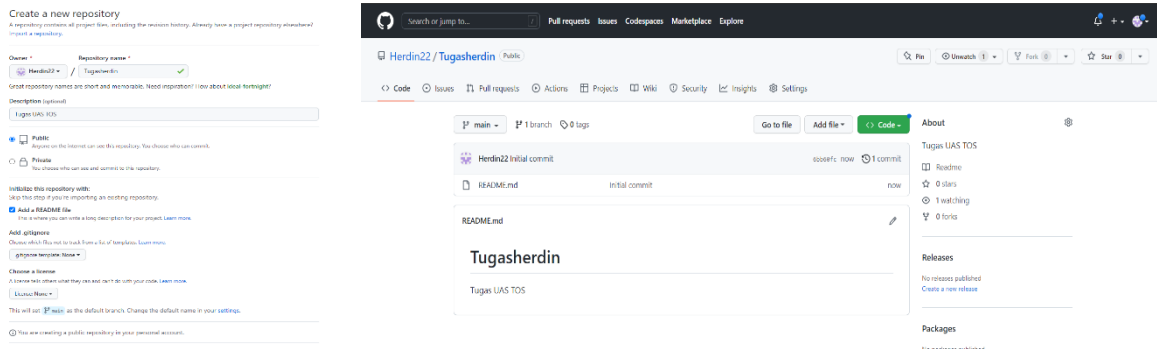 Create a new repository
A repository contains all project files, including the revision history. Already have a project repository elsewhere?
Import a repository.
Owner *
Repository name *
Herdin22
/
Tugasherdin
Great repository names are short and memorable. Need inspiration? How about ideal-fortnight?
Description (optional)
Tugas UAS TOS
Public
Anyone on the internet can see this repository. You choose who can commit.
Private
You choose who can see and commit to this repository.
Initialize this repository with:
Skip this step if you're importing an existing repository.
Add a README file
This is where you can write a long description for your project. Learn more.
Add .gitignore
Choose which files not to track from a list of templates. Learn more.
.gitignore template: None
Choose a license
A license tells others what they can and can't do with your code. Learn more.
License: None
This will set main as the default branch. Change the default name in your settings.
You are creating a public repository in your personal account.
Search or jump to...
/
Pull requests Issues Codespaces Marketplace Explore
Herdin22 / Tugasherdin Public
Pin
Unwatch 1
Fork 0
Star 0
Code Issues Pull requests Actions Projects Wiki Security Insights Settings
main
1 branch
0 tags
Go to file
Add file
Code
Herdin22 Initial commit
now
1 commit
README.md
Initial commit
now
README.md
Tugasherdin
Tugas UAS TOS
About
Tugas UAS TOS
Readme
0 stars
1 watching
0 forks
Releases
No releases published
Create a new release
Packages